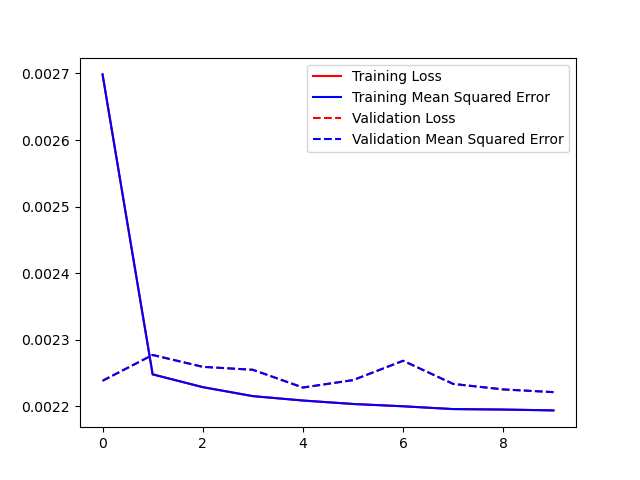 Training Loss
Training Mean Squared Error
Validation Loss
Validation Mean Squared Error
0.0027
0.0026
0.0025
0.0024
0.0023
0.0022
0 2 4 6 8